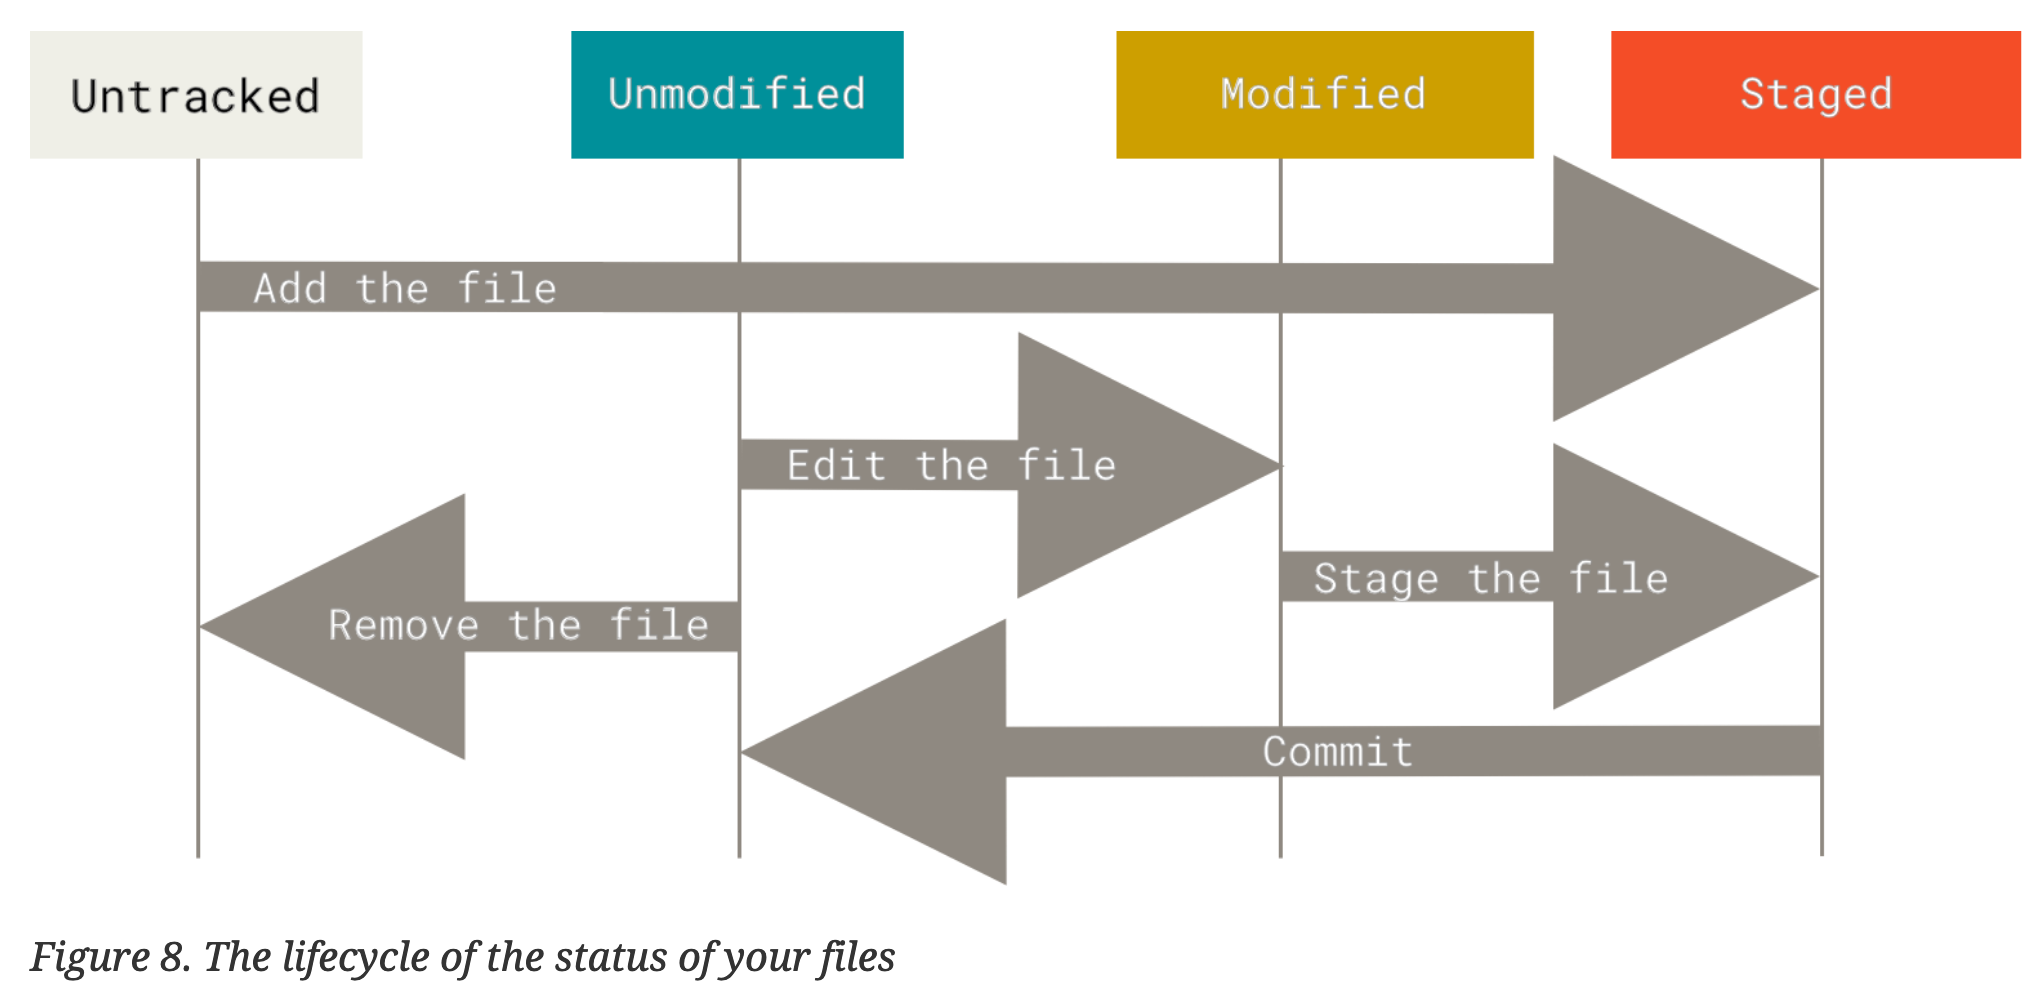 Untracked
Unmodified
Modified
Staged
Add the file
Edit the file
Stage the file
Remove the file
Commit
Figure 8. The lifecycle of the status of your files